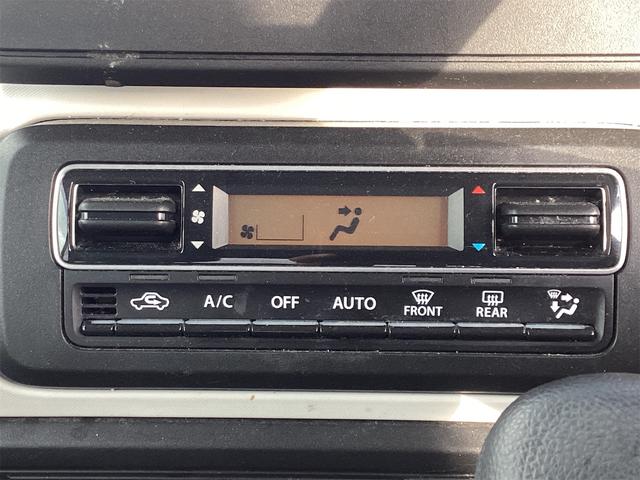 A/C OFF AUTO FRONT REAR